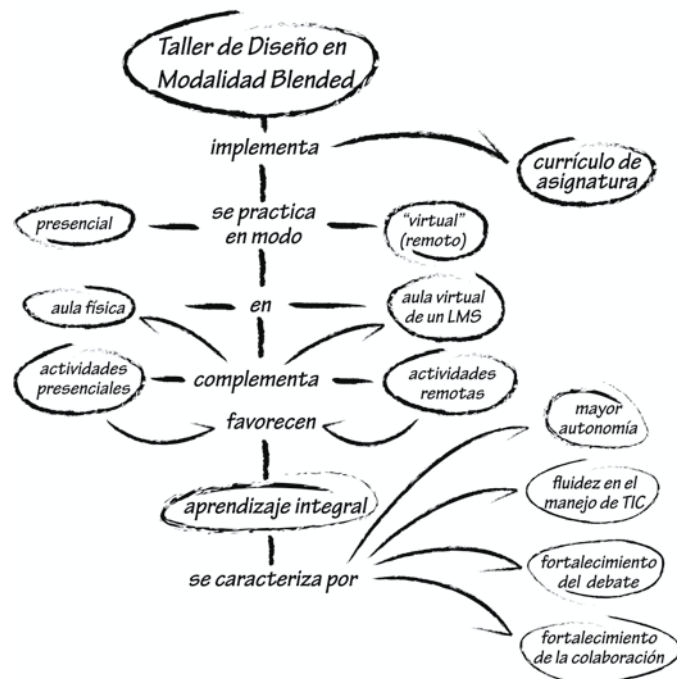 Taller de Diseño en
Modalidad Blended
implementa
currículo de
asignatura
presencial
se practica
en modo
"virtual"
(remoto)
aula física
en
aula virtual
de un LMS
actividades
presenciales
complementa
actividades
remotas
favorecen
mayor
autonomía
aprendizaje integral
fluidez en el
manejo de TIC
se caracteriza por
fortalecimiento
del debate
fortalecimiento
de la colaboración